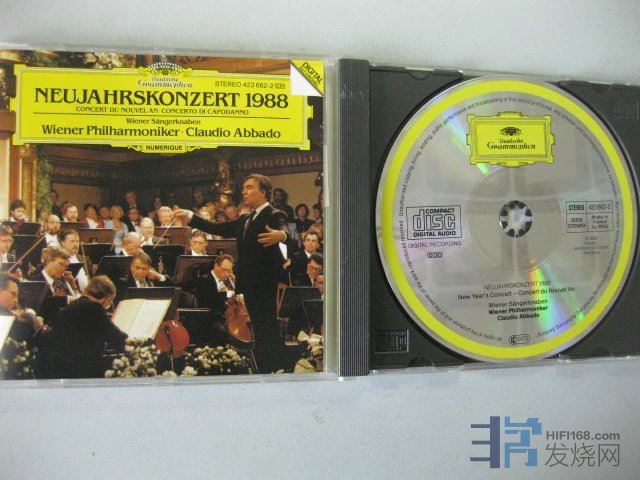 Deutsche
Grammophon
STEREO 423 662-2
DIGITAL
NEUJAHRSKONZERT 1988
CONCERT DU NOUVEL AN · CONCERTO DI CAPODANNO
Wiener Sängerknaben
Wiener Philharmoniker · Claudio Abbado
NUMERIQUE
Deutsche
Grammophon
COMPACT
disc
DIGITAL AUDIO
DIGITAL RECORDING
DDD
STEREO 423 662-2
BIEM
STEMRA
Made in
France
by PDO
NEUJAHRSKONZERT 1988
New Year's Concert – Concert du Nouvel An
Wiener Sängerknaben
Wiener Philharmoniker
Claudio Abbado
HIFI168.com
发烧网